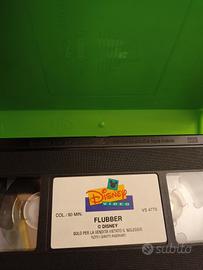 Disney
VIDEO
COL. / 90 MIN.
VS 4770
FLUBBER
© DISNEY
SOLO PER LA VENDITA VIETATO IL NOLEGGIO
TUTTI I DIRITTI RISERVATI
subito